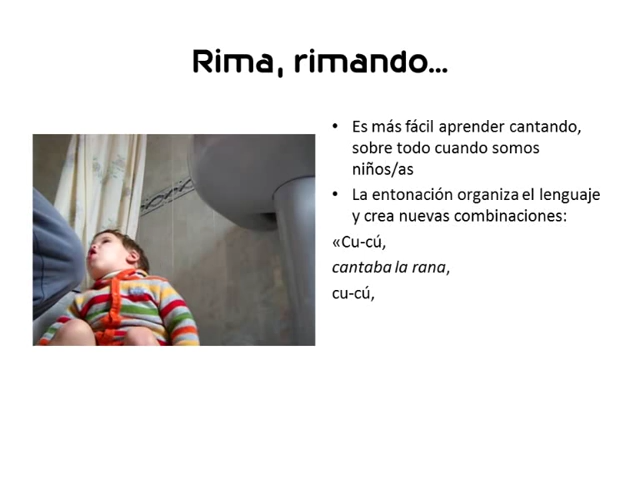 Rima, rimando...
• Es más fácil aprender cantando,
sobre todo cuando somos
niños/as
• La entonación organiza el lenguaje
y crea nuevas combinaciones:
«Cu-cú,
cantaba la rana,
cu-cú,